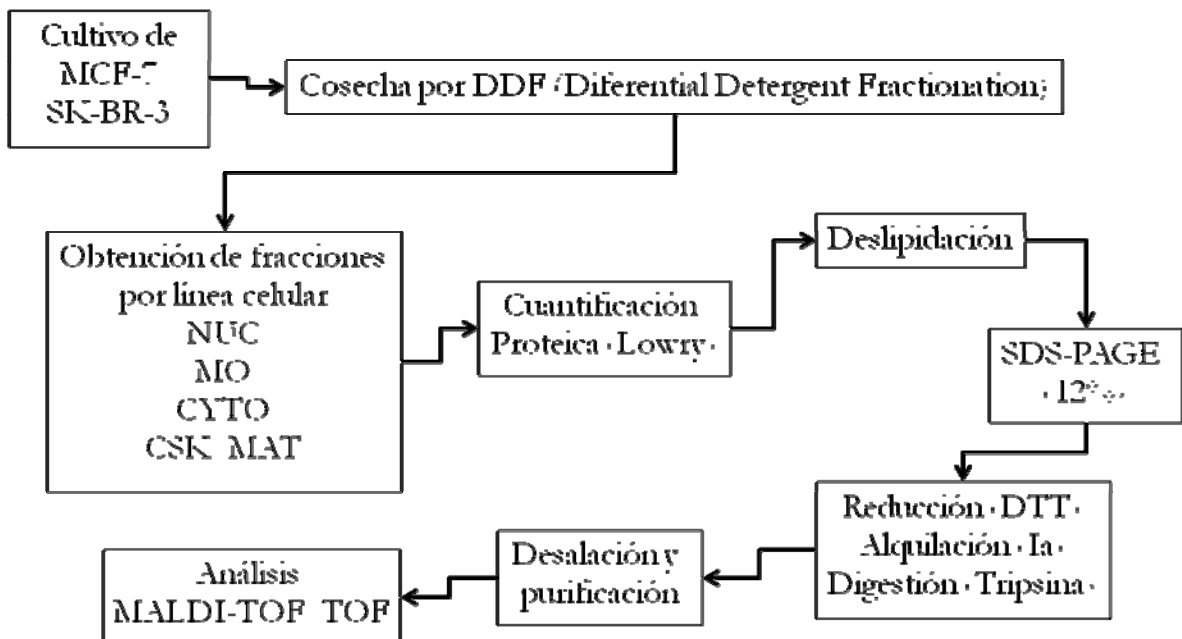 Cultivo de
MCF-7
SK-BR-3
Cosecha por DDF (Diferential Detergent Fractionation)
Obtención de fracciones
por línea celular
NUC
MO
CYTO
CSK MAT
Cuantificación
Proteica (Lowry)
Deslipidación
SDS-PAGE
(12%)
Reducción (DTT)
Alquilación (Ia)
Digestión (Tripsina)
Desalación y
purificación
Análisis
MALDI-TOF TOF